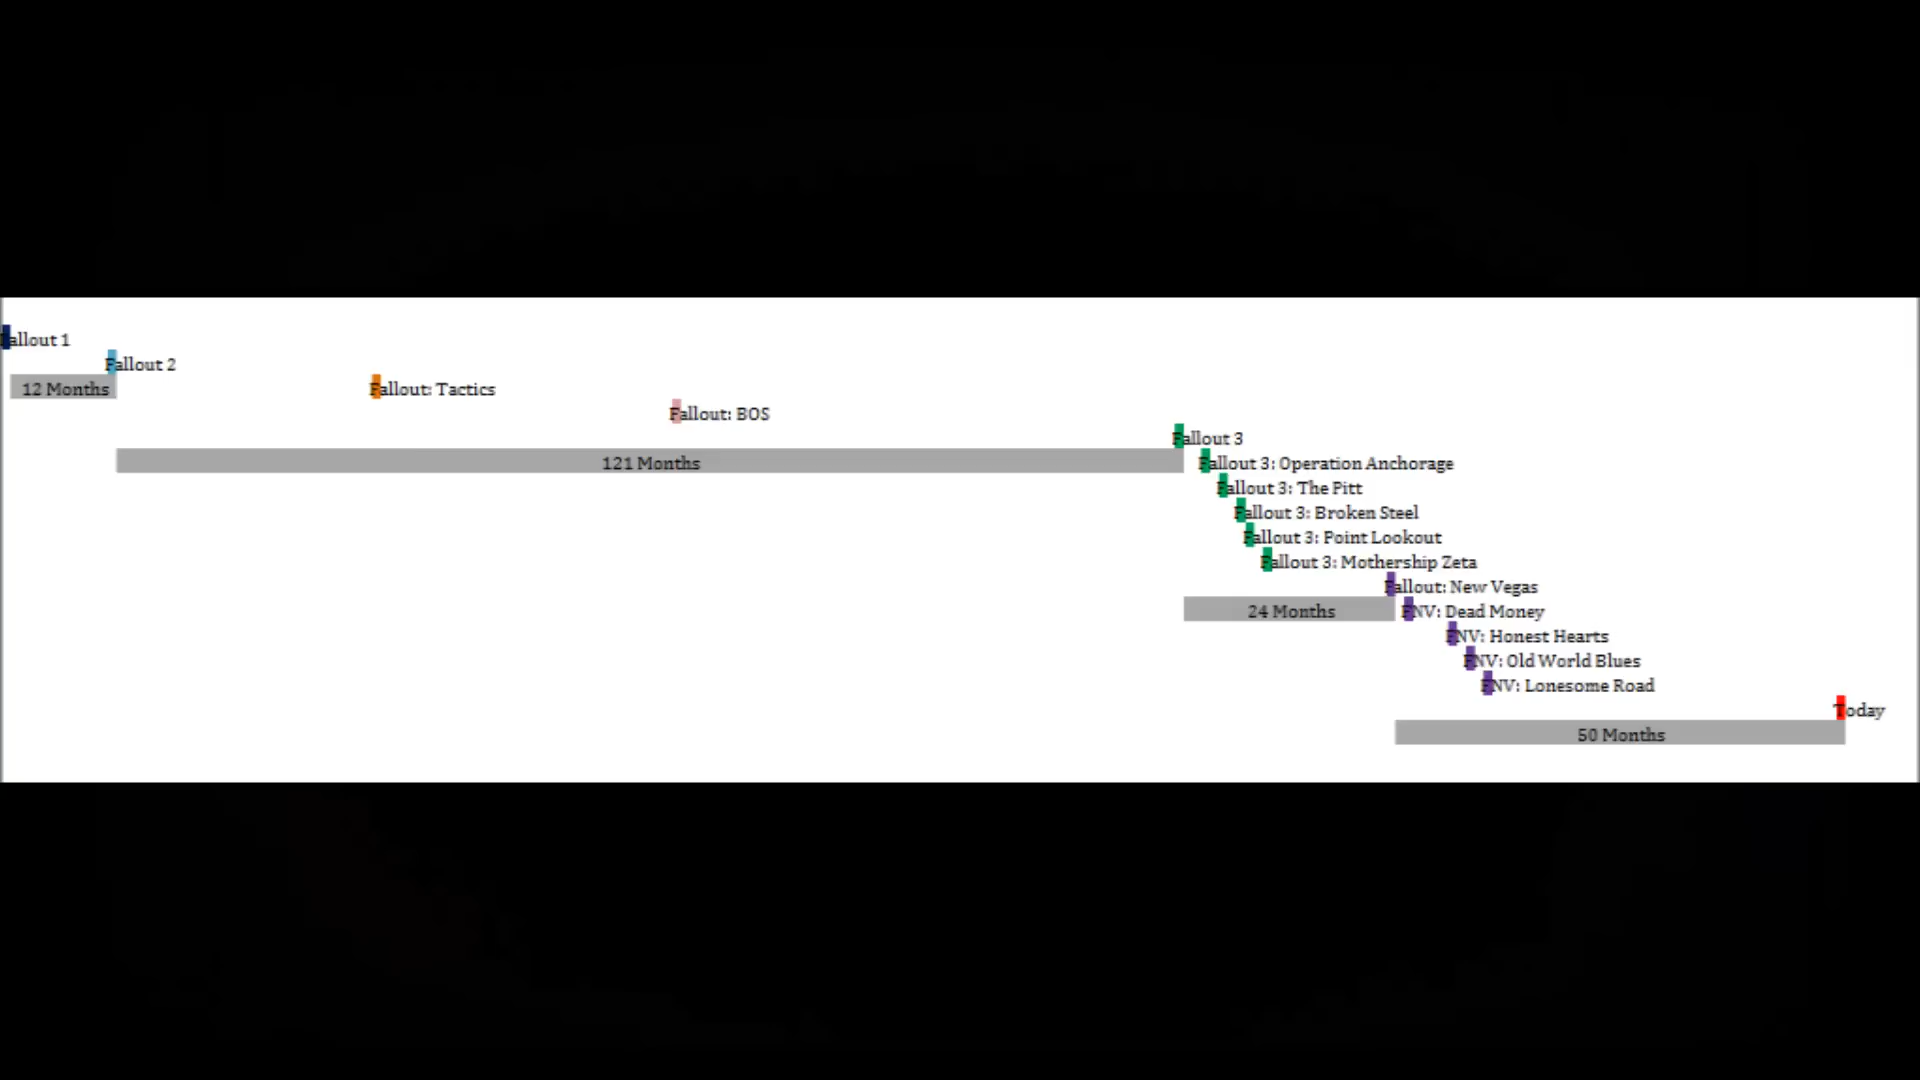 Fallout 1
Fallout 2
12 Months
Fallout: Tactics
Fallout: BOS
Fallout 3
121 Months
Fallout 3: Operation Anchorage
Fallout 3: The Pitt
Fallout 3: Broken Steel
Fallout 3: Point Lookout
Fallout 3: Mothership Zeta
Fallout: New Vegas
24 Months
FNV: Dead Money
FNV: Honest Hearts
FNV: Old World Blues
FNV: Lonesome Road
Today
50 Months